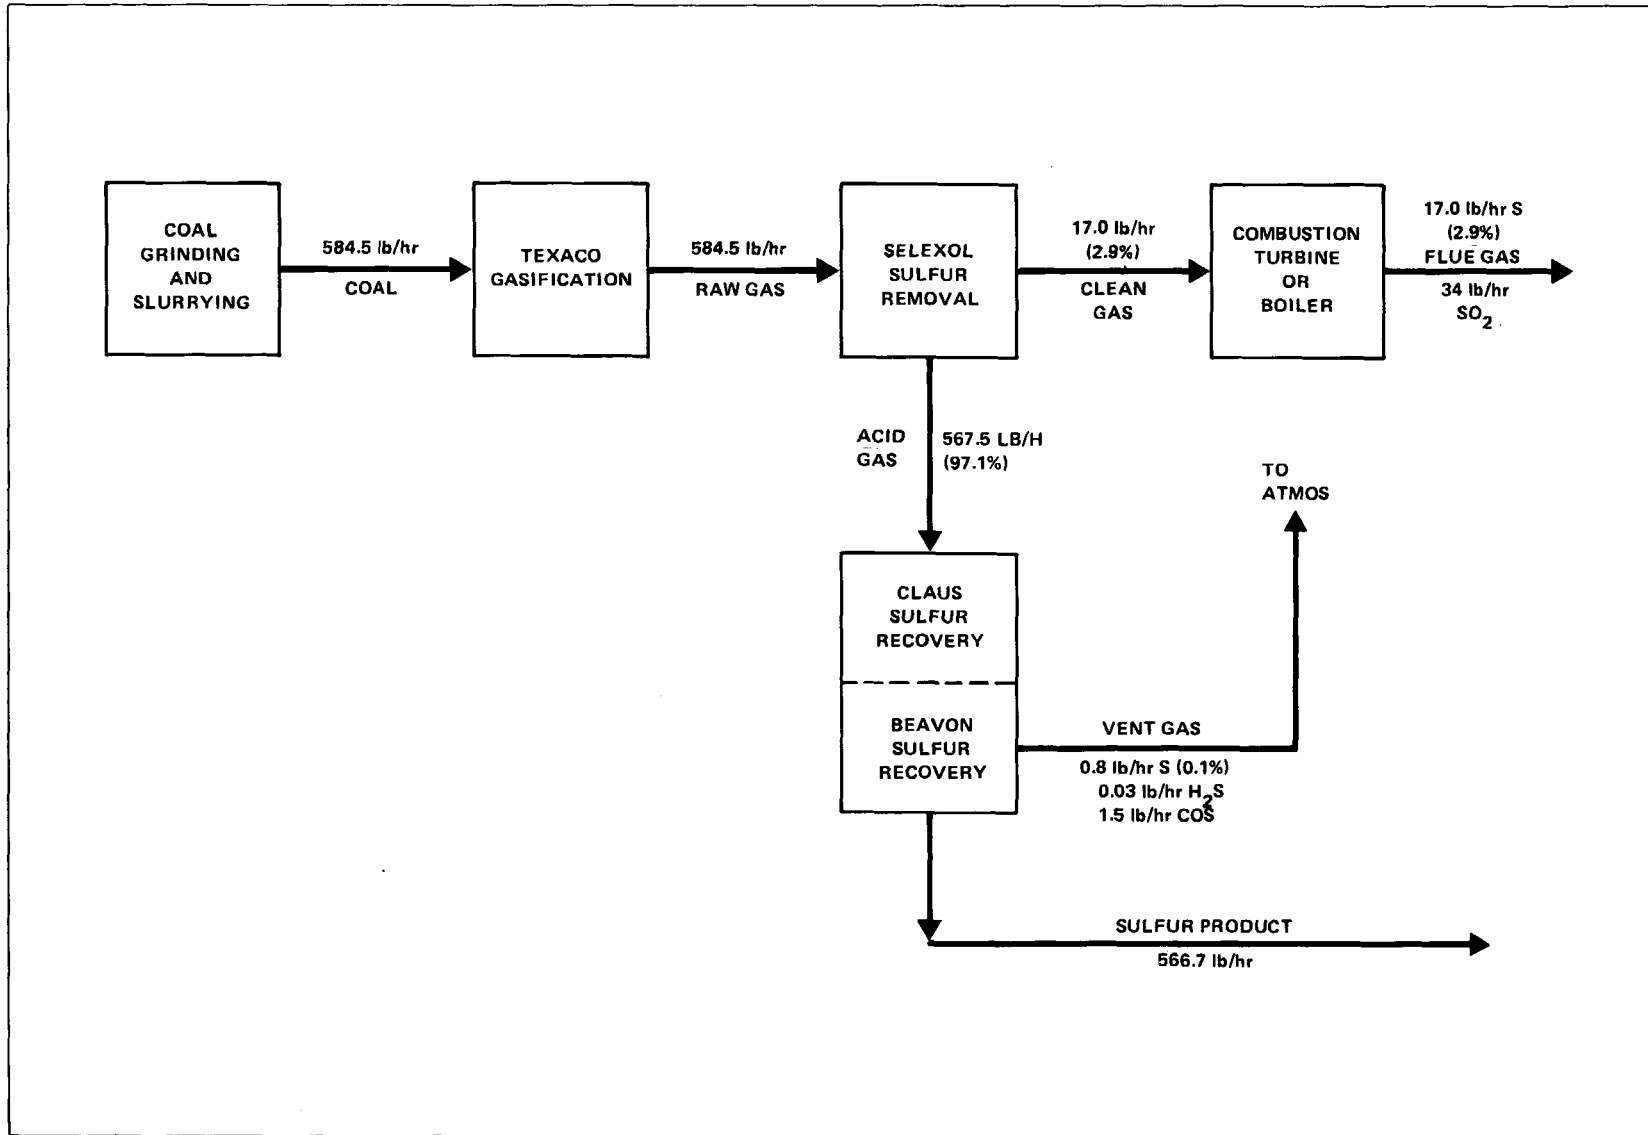 COAL
GRINDING
AND
SLURRYING
584.5 lb/hr
COAL
TEXACO
GASIFICATION
584.5 lb/hr
RAW GAS
SELEXOL
SULFUR
REMOVAL
17.0 lb/hr
(2.9%)
CLEAN
GAS
COMBUSTION
TURBINE
OR
BOILER
17.0 lb/hr S
(2.9%)
FLUE GAS
34 lb/hr
SO2
ACID
GAS
567.5 LB/H
(97.1%)
TO
ATMOS
CLAUS
SULFUR
RECOVERY
BEAVON
SULFUR
RECOVERY
VENT GAS
0.8 lb/hr S (0.1%)
0.03 lb/hr H2S
1.5 lb/hr COS
SULFUR PRODUCT
566.7 lb/hr